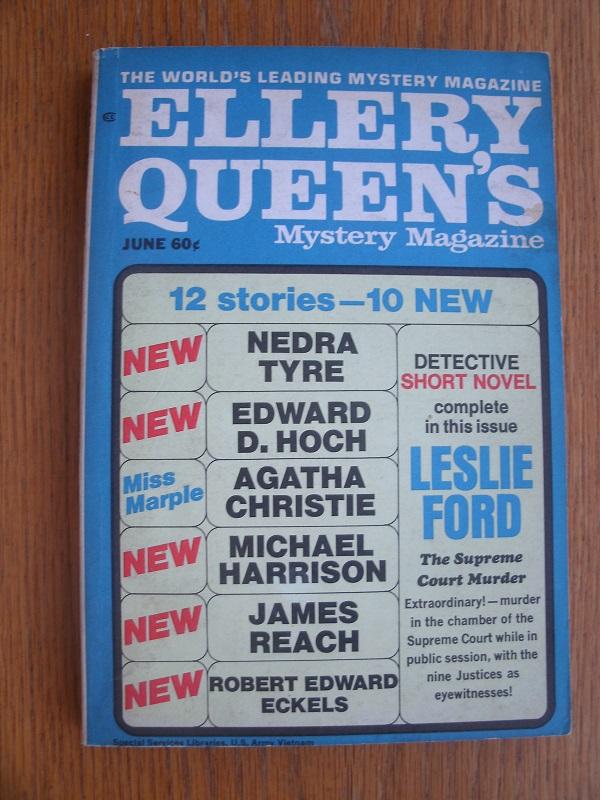 THE WORLD'S LEADING MYSTERY MAGAZINE
ELLERY
QUEEN'S
JUNE 60¢
Mystery Magazine
12 stories—10 NEW
NEW
NEDRA
TYRE
NEW
EDWARD
D. HOCH
Miss
Marple
AGATHA
CHRISTIE
NEW
MICHAEL
HARRISON
NEW
JAMES
REACH
NEW
ROBERT EDWARD
ECKELS
DETECTIVE
SHORT NOVEL
complete
in this issue
LESLIE
FORD
The Supreme
Court Murder
Extraordinary!—murder
in the chamber of the
Supreme Court while in
public session, with the
nine Justices as
eyewitnesses!
Special Services Libraries, U.S. Army Vietnam